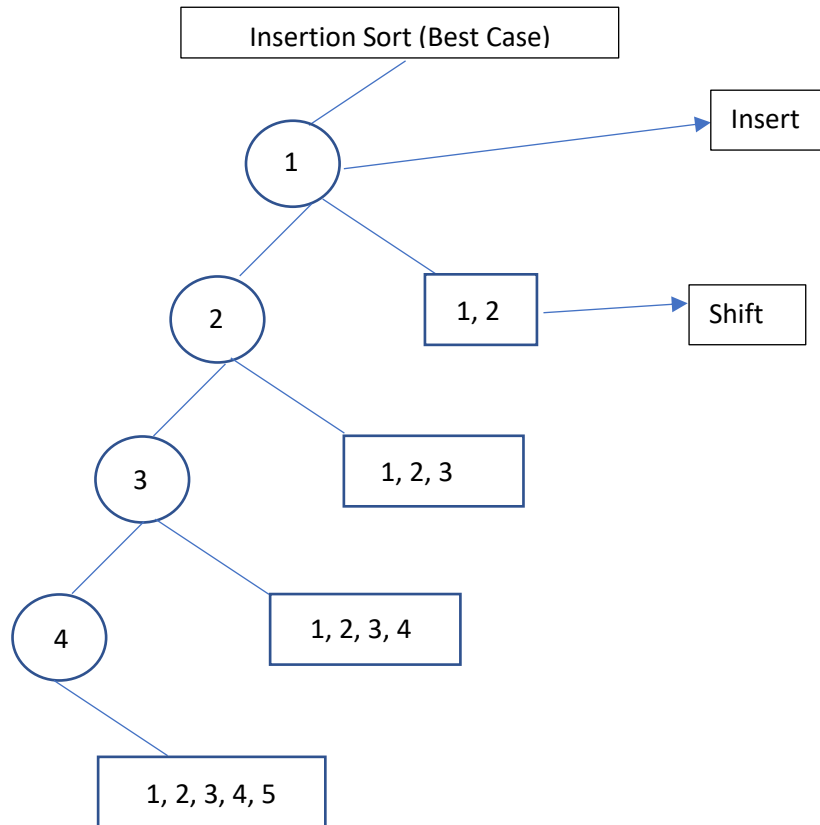 Insertion Sort (Best Case)
Insert
1
2
1, 2
Shift
3
1, 2, 3
4
1, 2, 3, 4
1, 2, 3, 4, 5